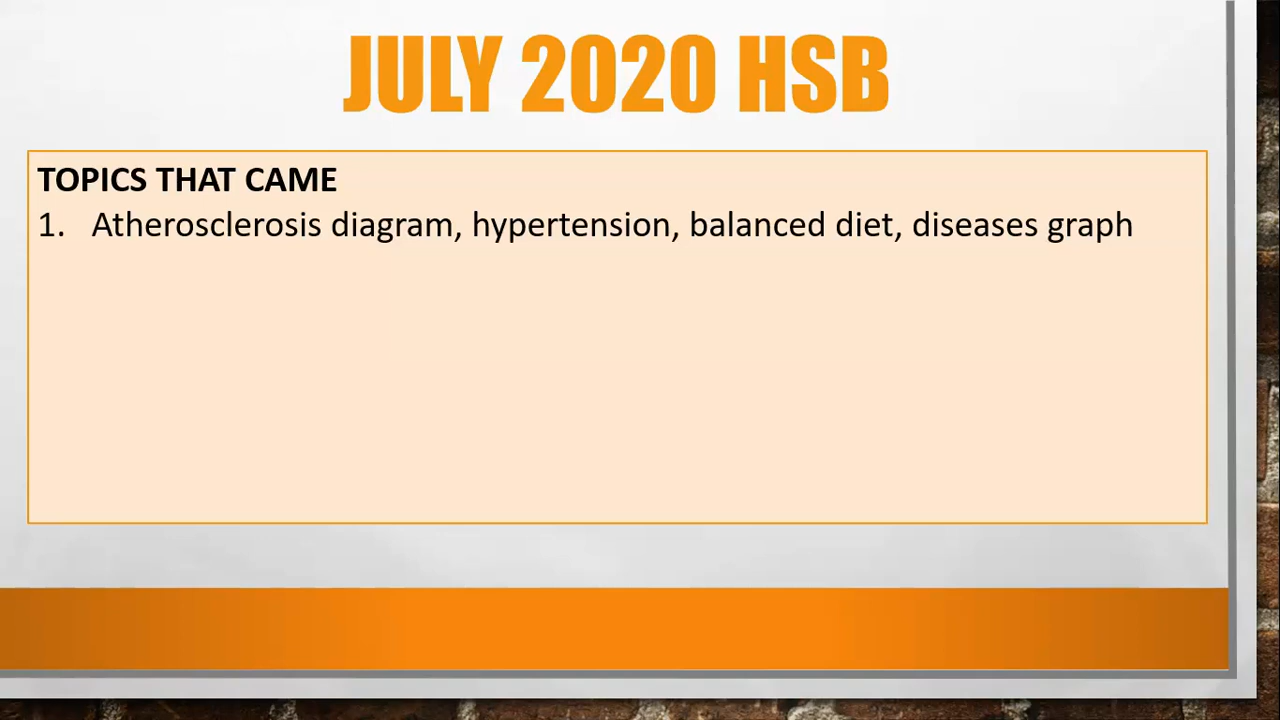 JULY 2020 HSB
TOPICS THAT CAME
1. Atherosclerosis diagram, hypertension, balanced diet, diseases graph